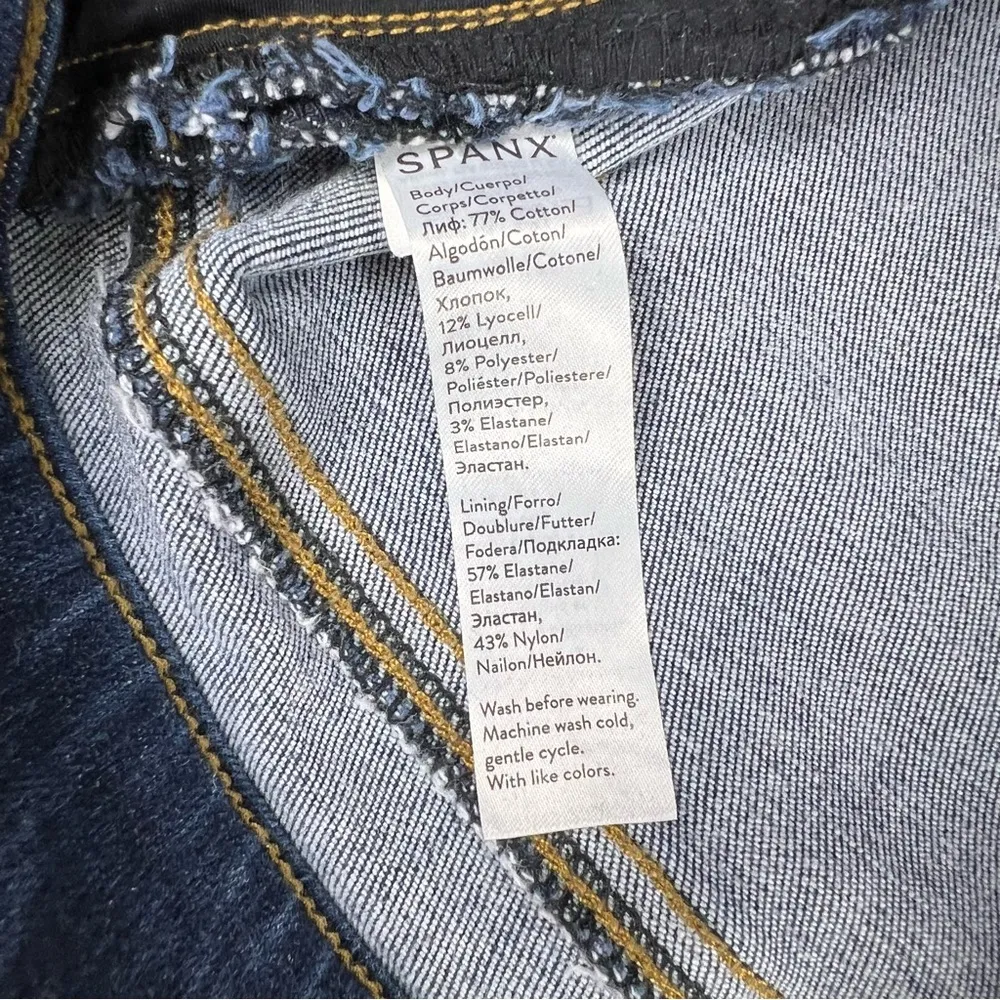 SPANX
Body/Cuerpo/
Corps/Corpetto/
Лиф: 77% Cotton/
Algodón/Coton/
Baumwolle/Cotone/
Хлопок,
12% Lyocell/
Лиоцелл,
8% Polyester/
Poliéster/Poliestere/
Полиэстер,
3% Elastane/
Elastano/Elastan/
Эластан.
Lining/Forro/
Doublure/Futter/
Fodera/Подкладка:
57% Elastane/
Elastano/Elastan/
Эластан,
43% Nylon/
Nailon/Нейлон.
Wash before wearing.
Machine wash cold,
gentle cycle.
With like colors.